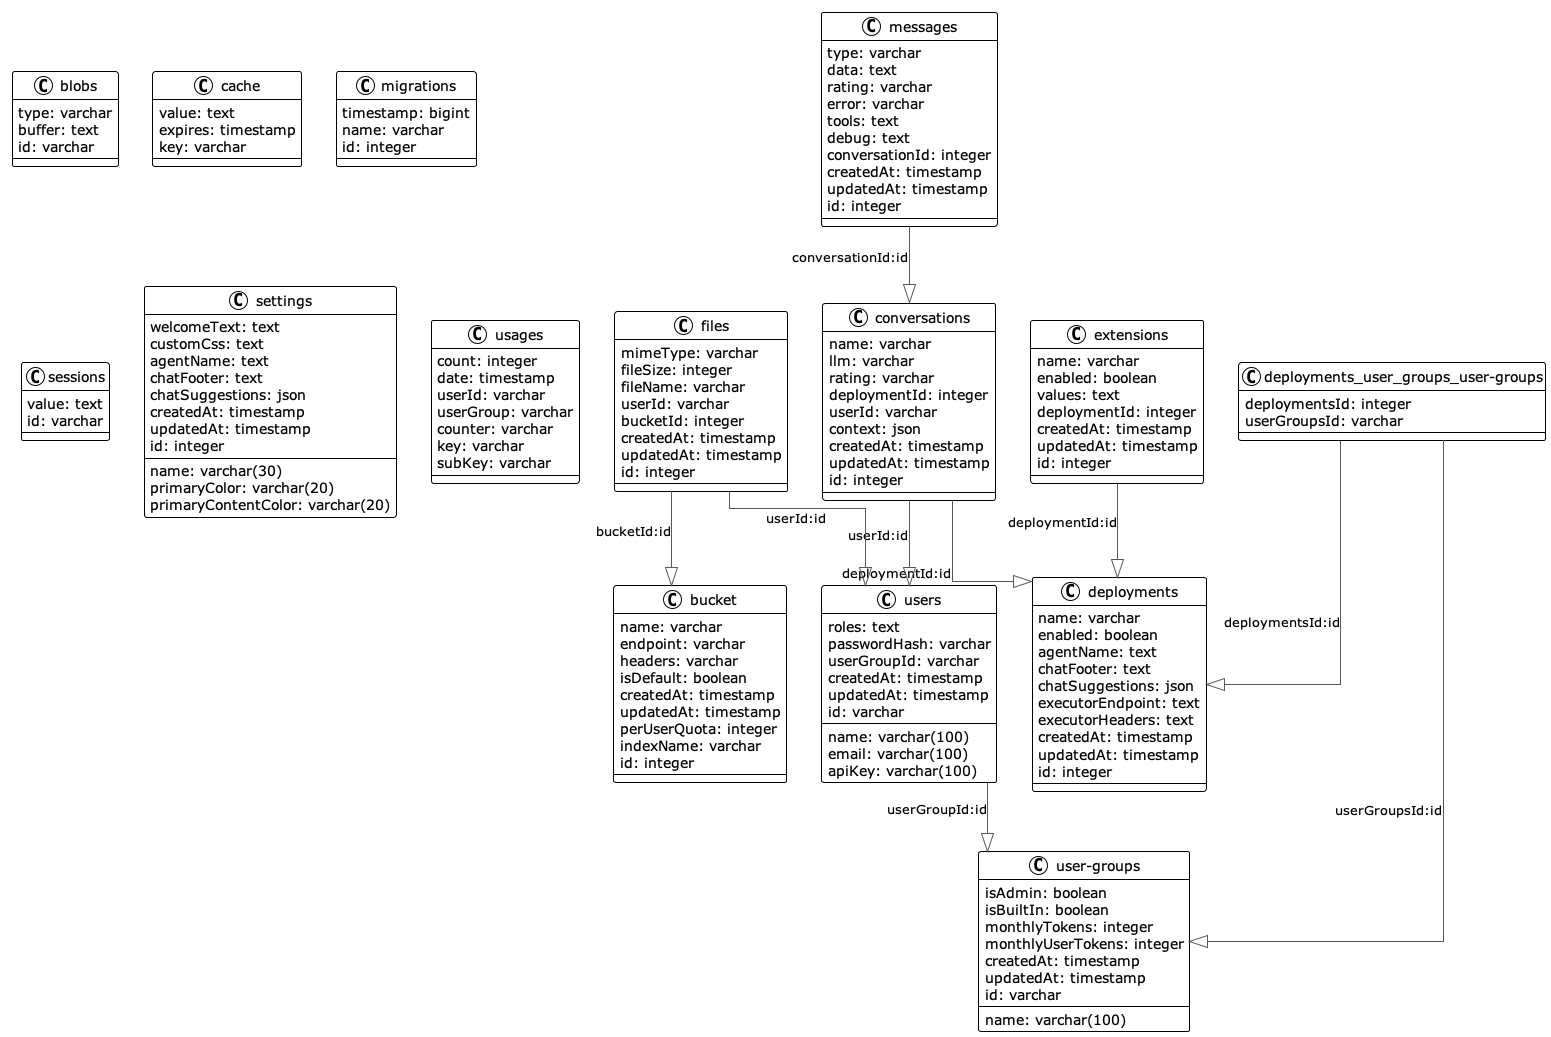 C messages
type: varchar
data: text
rating: varchar
error: varchar
tools: text
debug: text
conversationId: integer
createdAt: timestamp
updatedAt: timestamp
id: integer
C blobs
type: varchar
buffer: text
id: varchar
C cache
value: text
expires: timestamp
key: varchar
C migrations
timestamp: bigint
name: varchar
id: integer
conversationId:id
C sessions
value: text
id: varchar
C settings
welcomeText: text
customCss: text
agentName: text
chatFooter: text
chatSuggestions: json
createdAt: timestamp
updatedAt: timestamp
id: integer
name: varchar(30)
primaryColor: varchar(20)
primaryContentColor: varchar(20)
C usages
count: integer
date: timestamp
userId: varchar
userGroup: varchar
counter: varchar
key: varchar
subKey: varchar
C files
mimeType: varchar
fileSize: integer
fileName: varchar
userId: varchar
bucketId: integer
createdAt: timestamp
updatedAt: timestamp
id: integer
C conversations
name: varchar
llm: varchar
rating: varchar
deploymentId: integer
userId: varchar
context: json
createdAt: timestamp
updatedAt: timestamp
id: integer
C extensions
name: varchar
enabled: boolean
values: text
deploymentId: integer
createdAt: timestamp
updatedAt: timestamp
id: integer
C deployments_user_groups_user-groups
deploymentsId: integer
userGroupsId: varchar
bucketId:id
userId:id
userId:id
deploymentId:id
deploymentId:id
deploymentsId:id
userGroupsId:id
C bucket
name: varchar
endpoint: varchar
headers: varchar
isDefault: boolean
createdAt: timestamp
updatedAt: timestamp
perUserQuota: integer
indexName: varchar
id: integer
C users
roles: text
passwordHash: varchar
userGroupId: varchar
createdAt: timestamp
updatedAt: timestamp
id: varchar
name: varchar(100)
email: varchar(100)
apiKey: varchar(100)
C deployments
name: varchar
enabled: boolean
agentName: text
chatFooter: text
chatSuggestions: json
executorEndpoint: text
executorHeaders: text
createdAt: timestamp
updatedAt: timestamp
id: integer
userGroupId:id
C user-groups
isAdmin: boolean
isBuiltIn: boolean
monthlyTokens: integer
monthlyUserTokens: integer
createdAt: timestamp
updatedAt: timestamp
id: varchar
name: varchar(100)